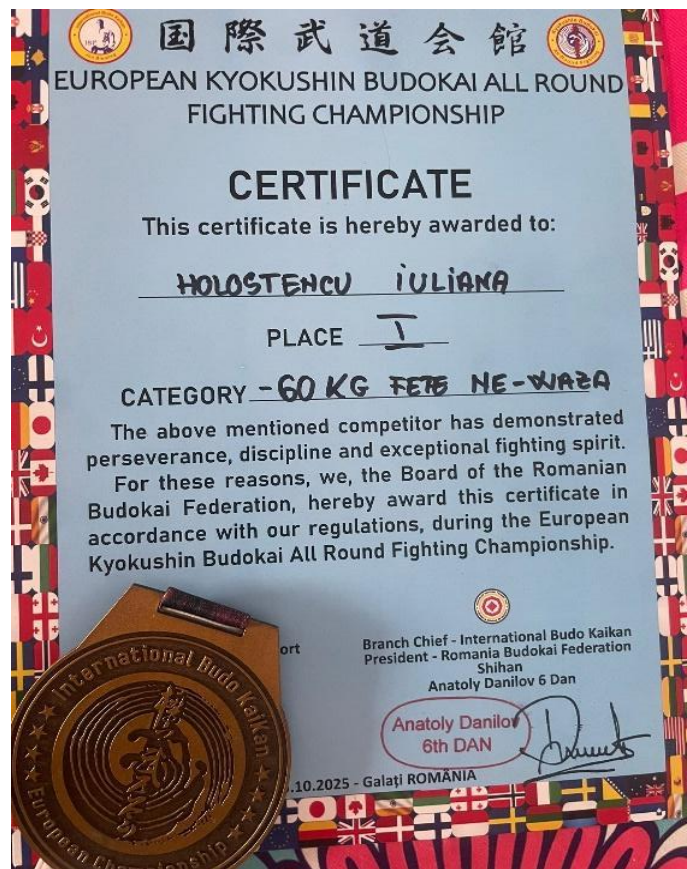 国際武道会館
EUROPEAN KYOKUSHIN BUDOKAI ALL ROUND
FIGHTING CHAMPIONSHIP
CERTIFICATE
This certificate is hereby awarded to:
HOLOSTENCU IULIANA
PLACE I
CATEGORY -60 KG FETE NE-WAZA
The above mentioned competitor has demonstrated
perseverance, discipline and exceptional fighting spirit.
For these reasons, we, the Board of the Romanian
Budokai Federation, hereby award this certificate in
accordance with our regulations, during the European
Kyokushin Budokai All Round Fighting Championship.
ort
Branch Chief - International Budo Kaikan
President - Romania Budokai Federation
Shihan
Anatoly Danilov 6 Dan
Anatoly Danilov
6th DAN
.10.2025 - Galați ROMÂNIA
International Budo Kaikan
European Championship